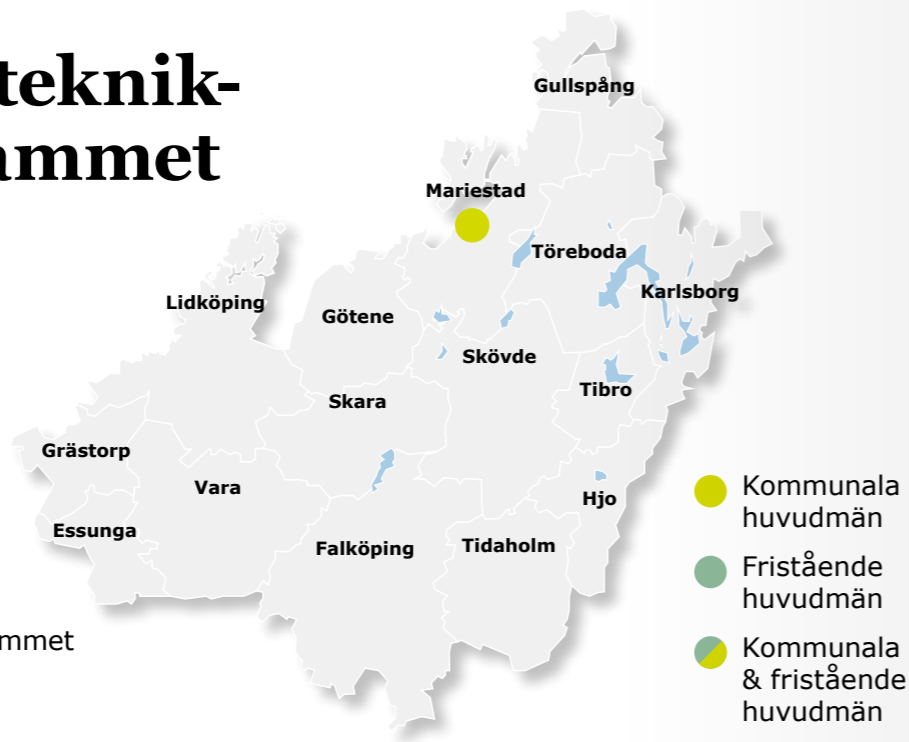 teknik-
ammet
Gullspång
Mariestad
Töreboda
Karlsborg
Lidköping
Götene
Skövde
Tibro
Skara
Grästorp
Vara
Hjo
Essunga
Falköping
Tidaholm
ammet
Kommunala
huvudmän
Fristående
huvudmän
Kommunala
& fristående
huvudmän